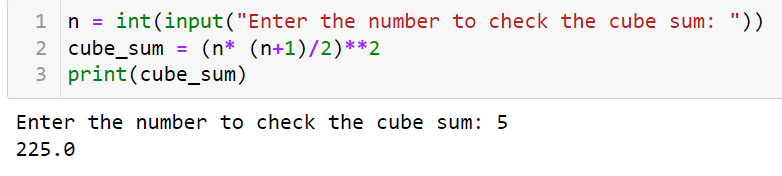 1 n = int(input("Enter the number to check the cube sum: "))
2 cube_sum = (n* (n+1)/2)**2
3 print(cube_sum)
Enter the number to check the cube sum: 5
225.0